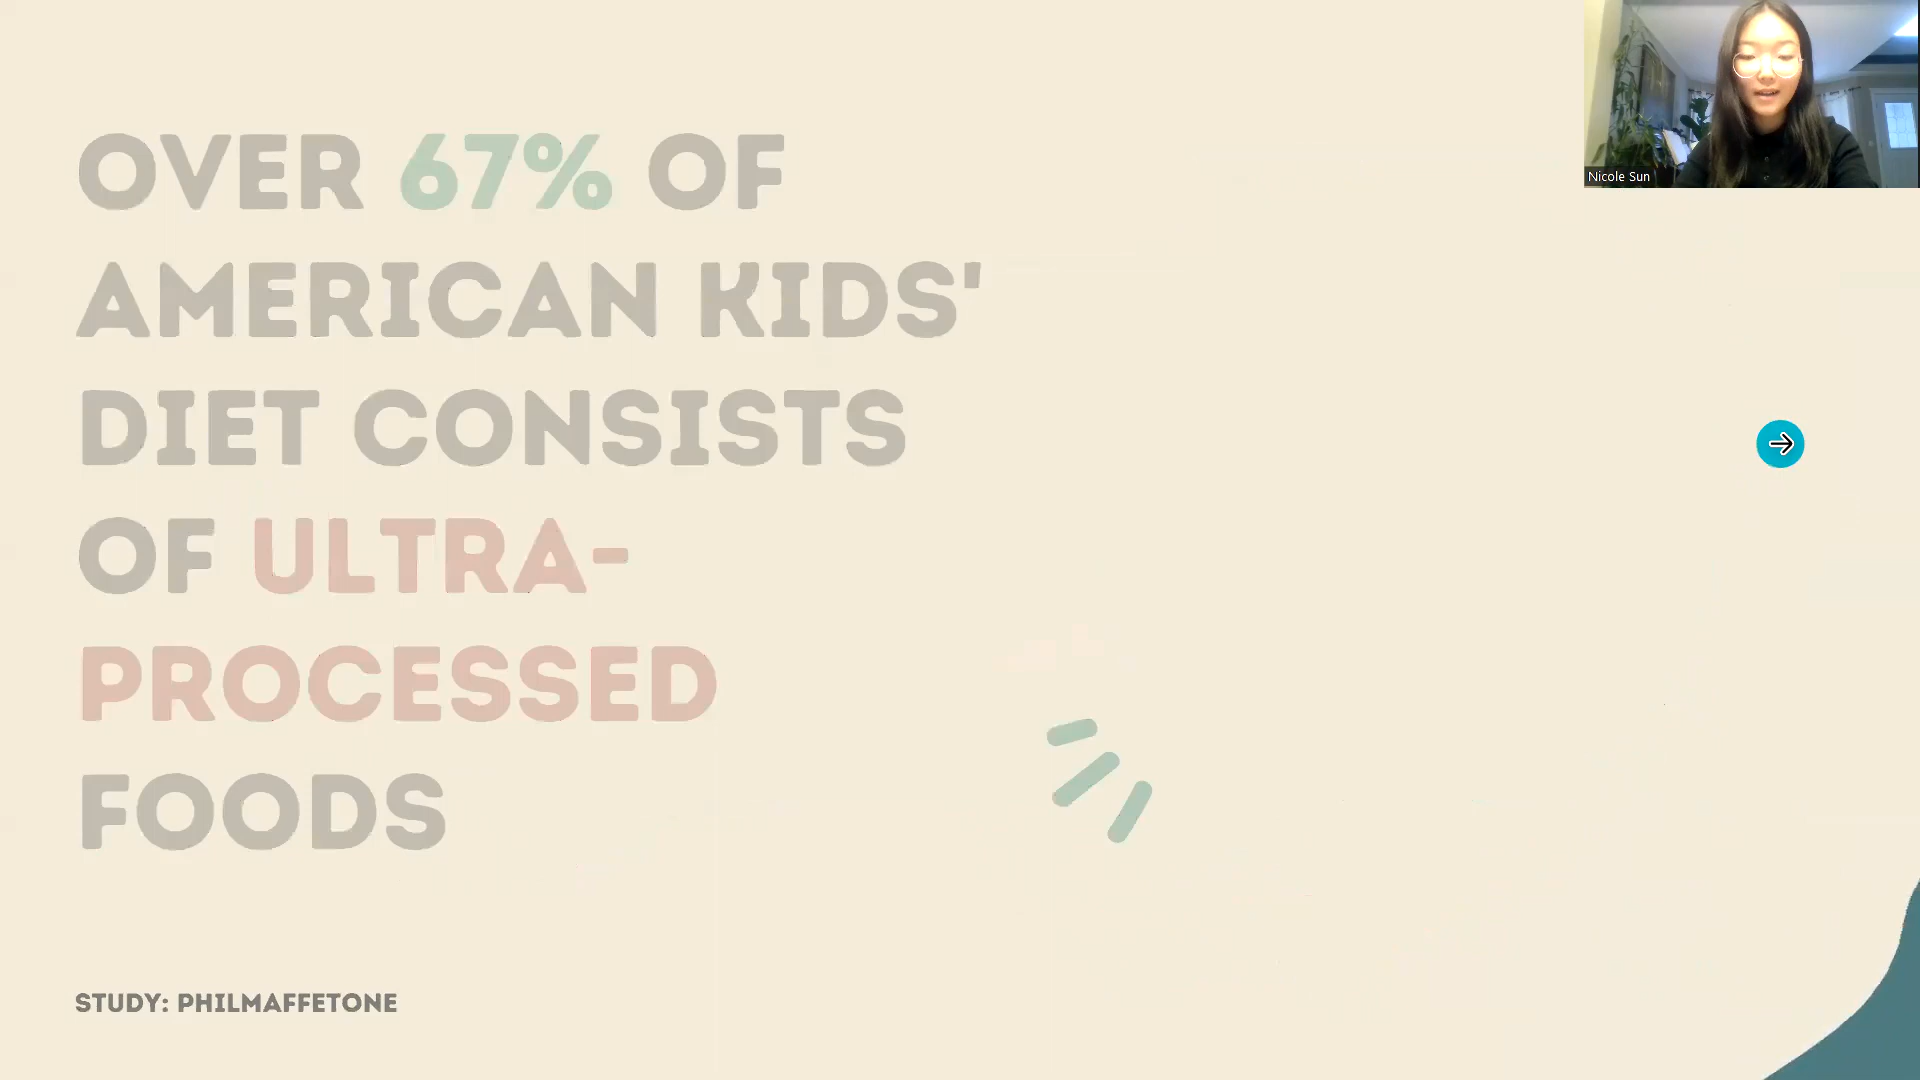 OVER 67% OF
AMERICAN KIDS'
DIET CONSISTS
OF ULTRA-
PROCESSED
FOODS
STUDY: PHILMAFFETONE
Nicole Sun